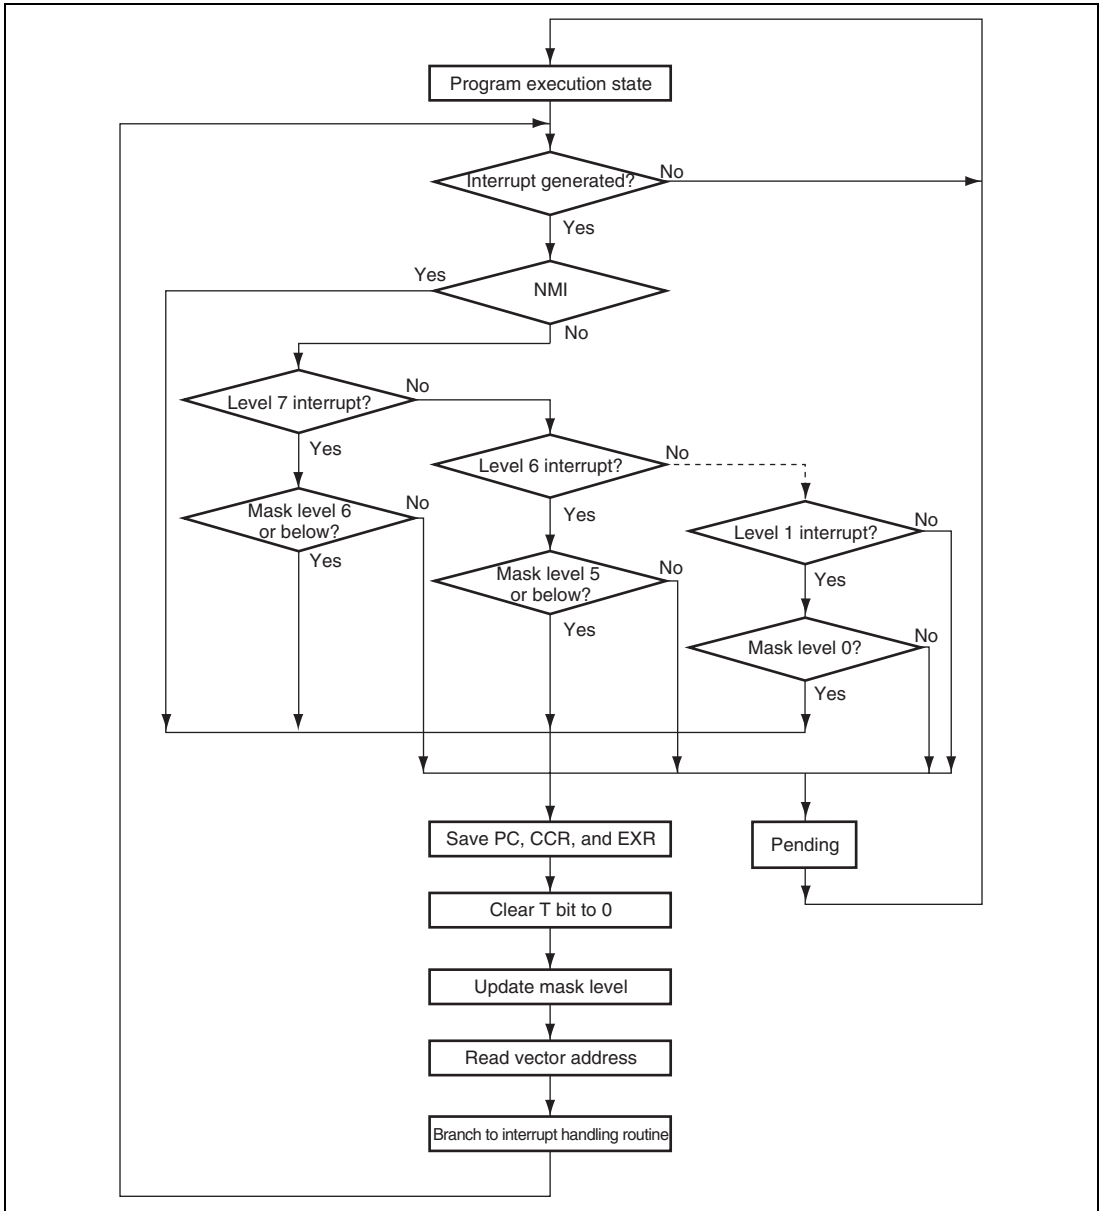 Program execution state
Interrupt generated?
No
Yes
Yes
NMI
No
Level 7 interrupt?
No
Yes
Level 6 interrupt?
No
Mask level 6
or below?
No
Yes
Yes
Level 1 interrupt?
No
Mask level 5
or below?
No
Yes
Yes
Mask level 0?
No
Yes
Save PC, CCR, and EXR
Pending
Clear T bit to 0
Update mask level
Read vector address
Branch to interrupt handling routine